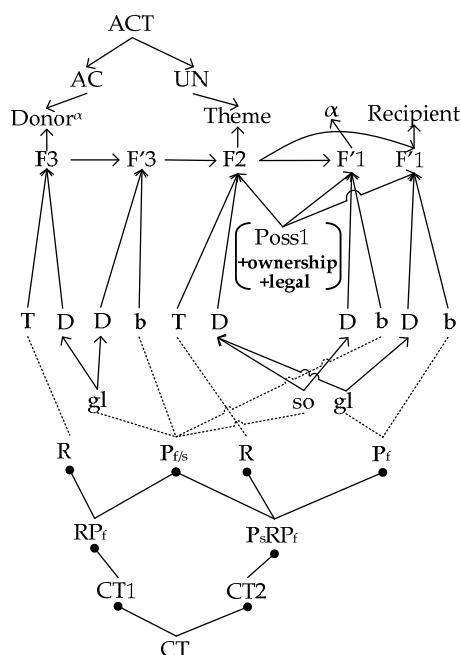 ACT
AC UN
Donorα Theme α Recipient
F3 F'3 F2 F'1 F'1
Poss1
+ownership
+legal
T D D b T D D b D b
gl so gl
R Pf/s R Pf
RPf PsRPf
CT1 CT2
CT